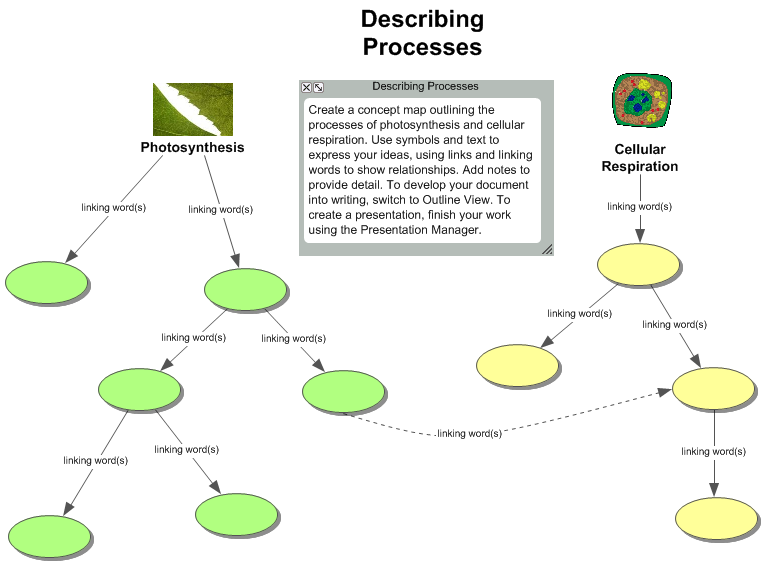 Describing
Processes
Describing Processes
Create a concept map outlining the
processes of photosynthesis and cellular
respiration. Use symbols and text to
express your ideas, using links and linking
words to show relationships. Add notes to
provide detail. To develop your document
into writing, switch to Outline View. To
create a presentation, finish your work
using the Presentation Manager.
Photosynthesis
Cellular
Respiration
linking word(s)
linking word(s)
linking word(s)
linking word(s)
linking word(s)
linking word(s)
linking word(s)
linking word(s)
linking word(s)
linking word(s)
linking word(s)
linking word(s)